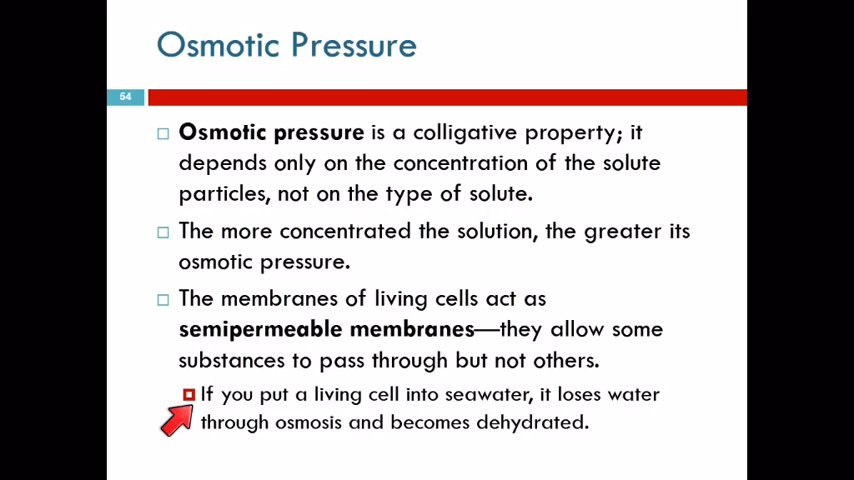 Osmotic Pressure
54
Osmotic pressure is a colligative property; it
depends only on the concentration of the solute
particles, not on the type of solute.
The more concentrated the solution, the greater its
osmotic pressure.
The membranes of living cells act as
semipermeable membranes—they allow some
substances to pass through but not others.
If you put a living cell into seawater, it loses water
through osmosis and becomes dehydrated.